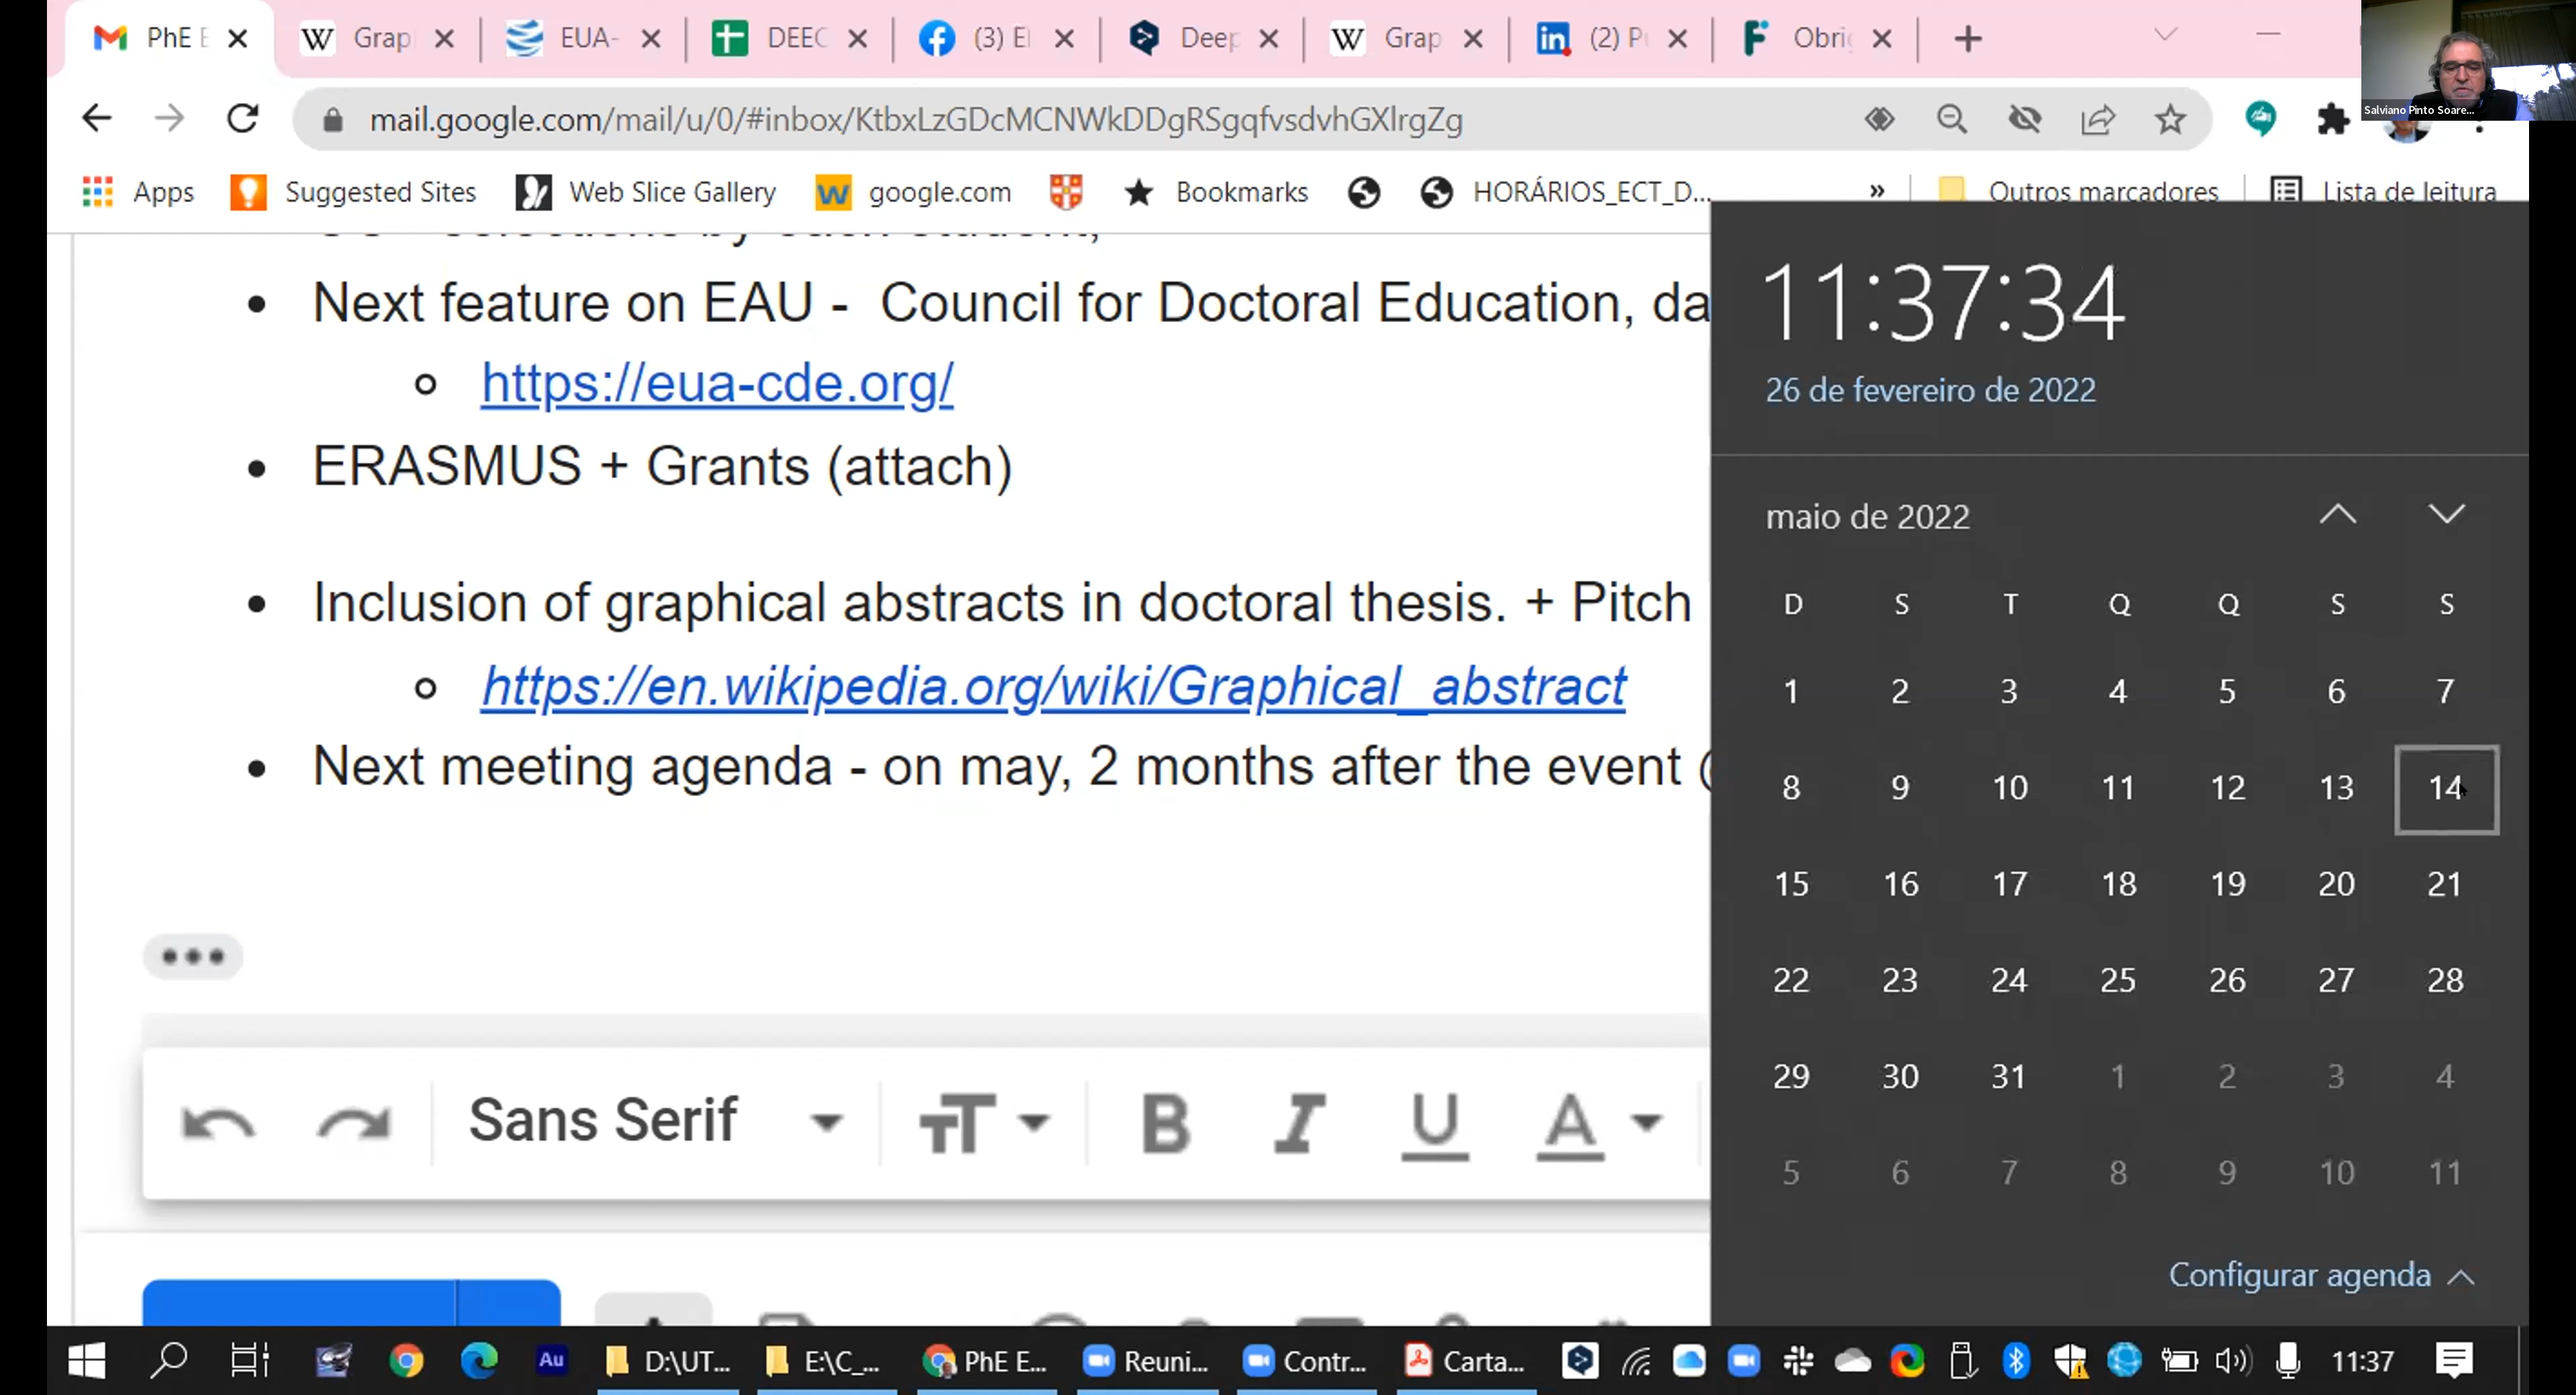 PhE E
Grap
EUA-
DEEC
(3) El
Deep
Grap
(2) P
Obri
Salviano Pinto Soare...
mail.google.com/mail/u/0/#inbox/KtbxLzGDcMCNWkDDgRSgqfvsdvhGXlrgZg
Apps
Suggested Sites
Web Slice Gallery
google.com
Bookmarks
HORÁRIOS_ECT_D...
»
Outros marcadores
Lista de leitura
• Next feature on EAU - Council for Doctoral Education, da
https://eua-cde.org/
• ERASMUS + Grants (attach)
• Inclusion of graphical abstracts in doctoral thesis. + Pitch
https://en.wikipedia.org/wiki/Graphical_abstract
• Next meeting agenda - on may, 2 months after the event (
Sans Serif
B I U A
11:37:34
26 de fevereiro de 2022
maio de 2022
D S T Q Q S S
1 2 3 4 5 6 7
8 9 10 11 12 13 14
15 16 17 18 19 20 21
22 23 24 25 26 27 28
29 30 31 1 2 3 4
5 6 7 8 9 10 11
Configurar agenda
Au
D:\UT...
E:\C_...
PhE E...
Reuni...
Contr...
Carta...
11:37